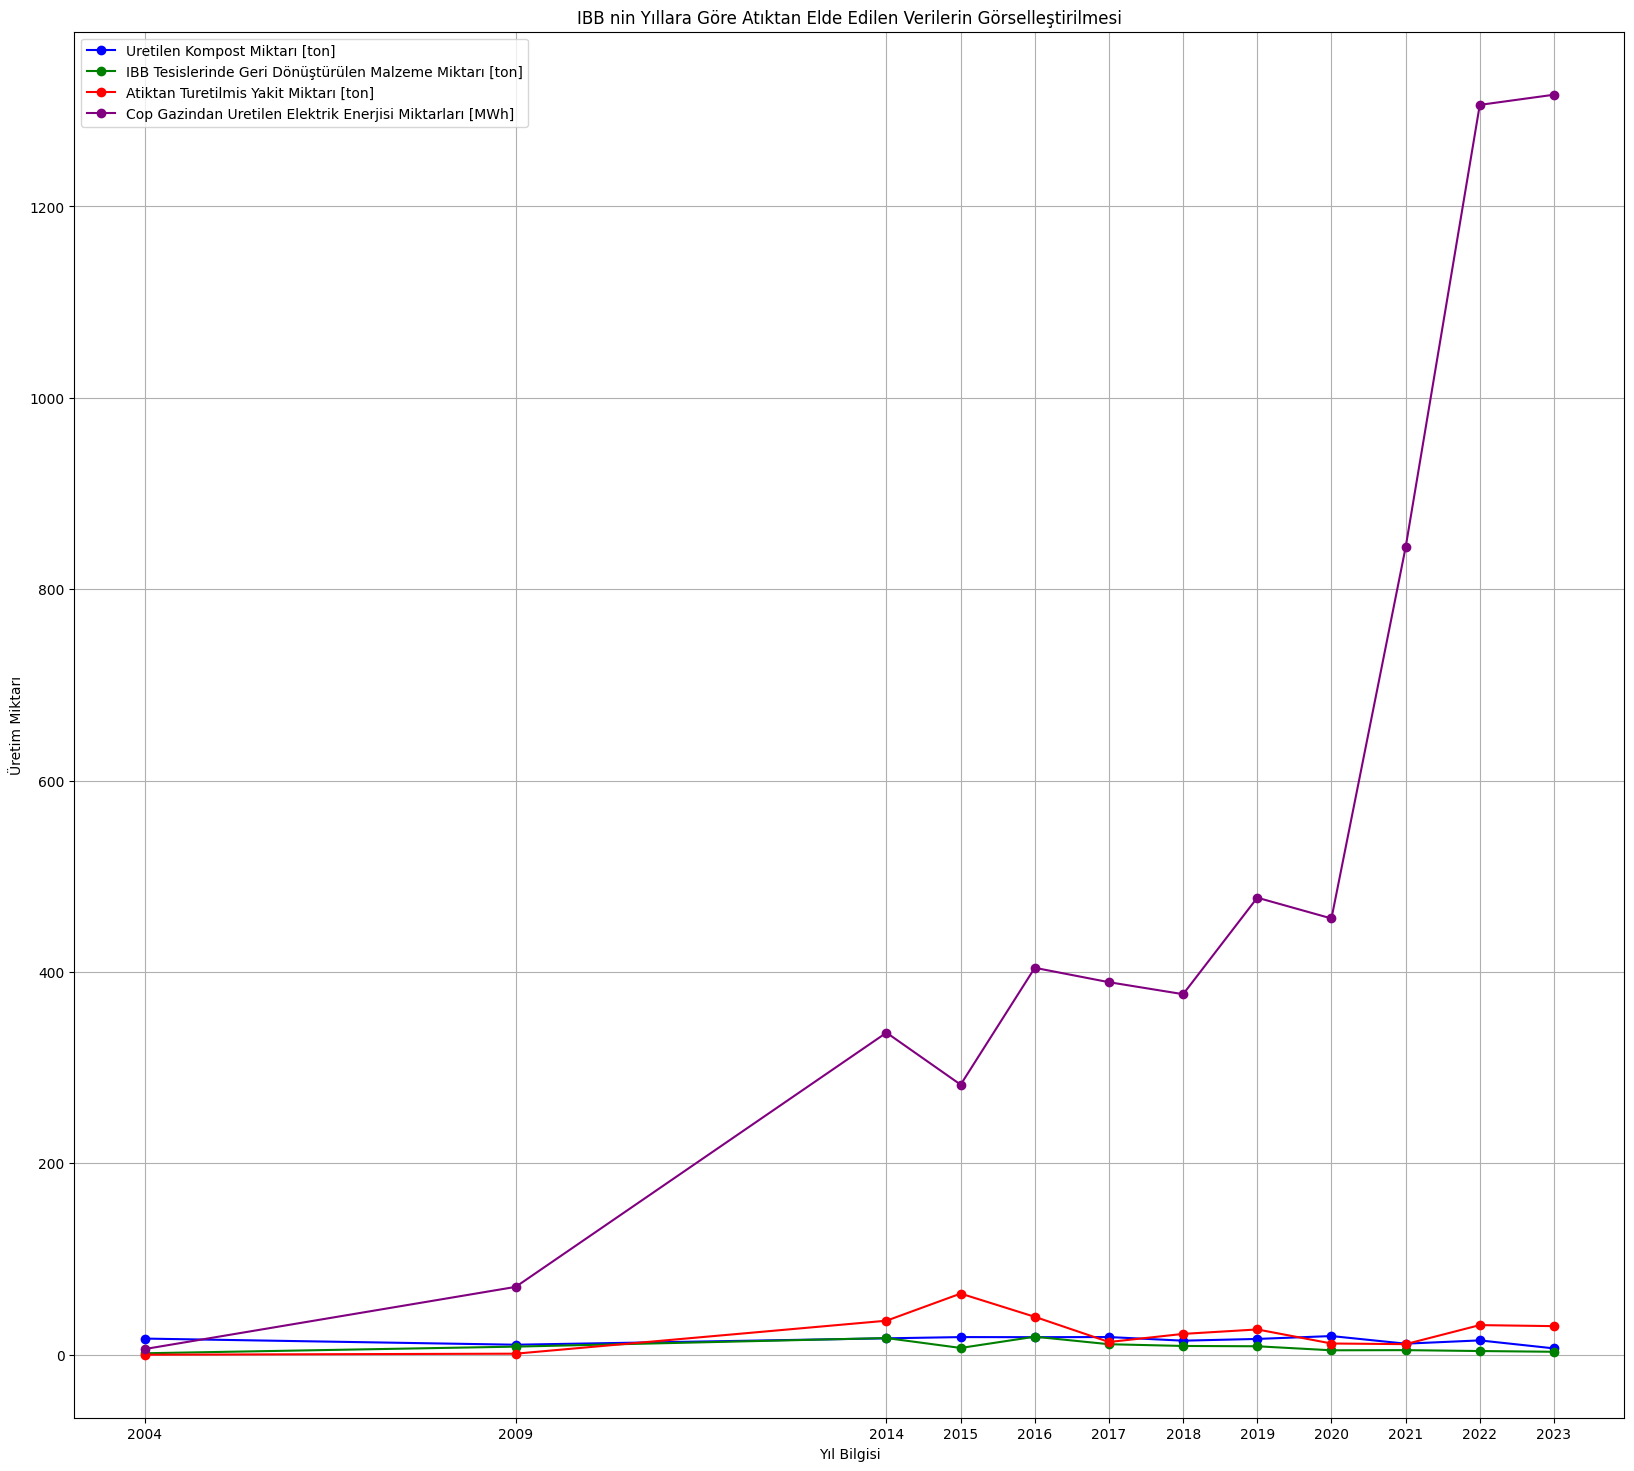 IBB nin Yıllara Göre Atıktan Elde Edilen Verilerin Görselleştirilmesi
Uretilen Kompost Miktarı [ton]
IBB Tesislerinde Geri Dönüştürülen Malzeme Miktarı [ton]
Atiktan Turetilmis Yakit Miktarı [ton]
Cop Gazindan Uretilen Elektrik Enerjisi Miktarları [MWh]
1200
1000
800
600
400
200
0
Üretim Miktarı
2004 2009 2014 2015 2016 2017 2018 2019 2020 2021 2022 2023
Yıl Bilgisi